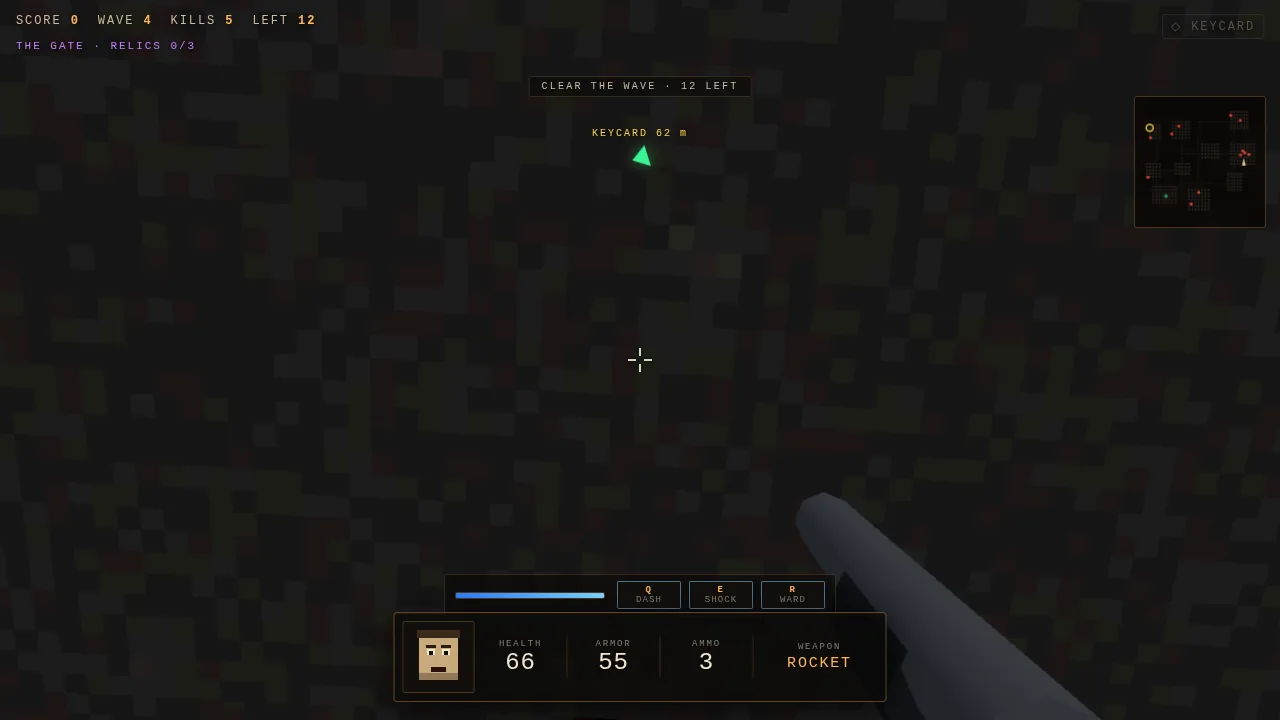 SCORE 0 WAVE 4 KILLS 5 LEFT 12
THE GATE · RELICS 0/3
◇ KEYCARD
CLEAR THE WAVE · 12 LEFT
KEYCARD 62 m
Q E R
DASH SHOCK WARD
HEALTH ARMOR AMMO WEAPON
66 55 3 ROCKET